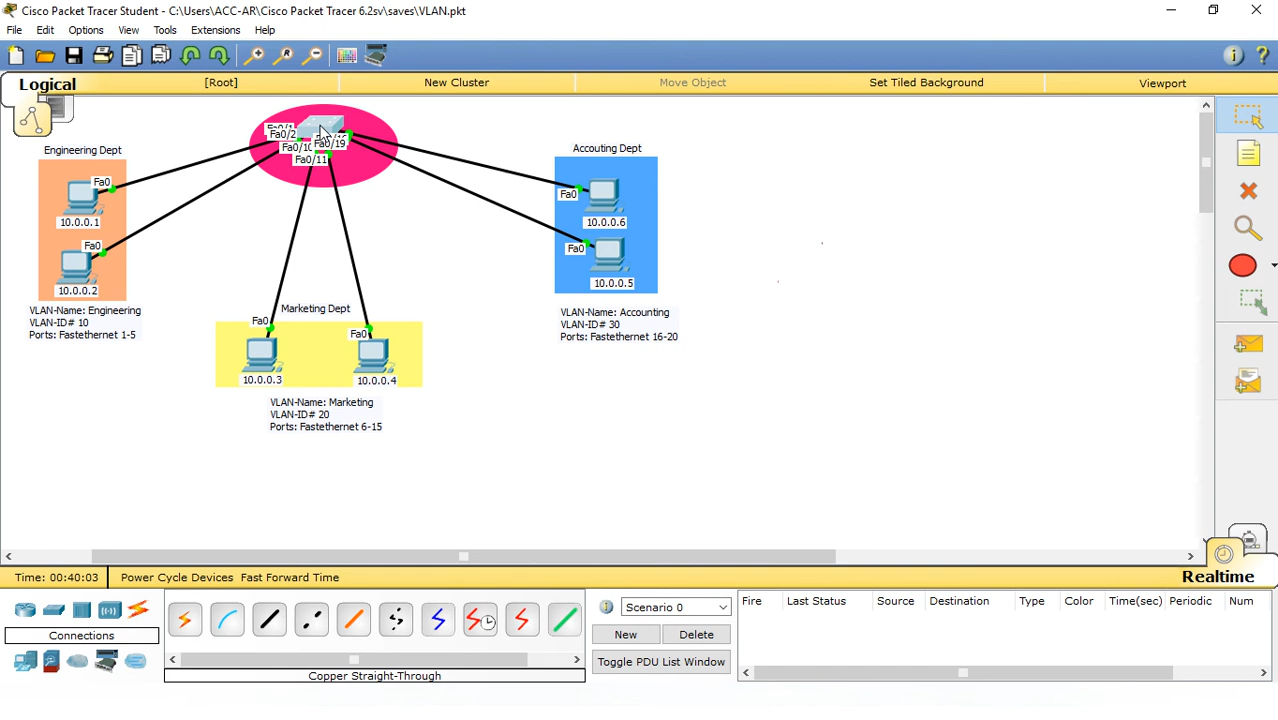 Cisco Packet Tracer Student - C:\Users\ACC-AR\Cisco Packet Tracer 6.2sv\saves\VLAN.pkt
File Edit Options View Tools Extensions Help
Logical [Root] New Cluster Move Object Set Tiled Background Viewport
Fa0/2
Fa0/19
Fa0/10
Fa0/11
Engineering Dept
Fa0
10.0.0.1
Fa0
10.0.0.2
VLAN-Name: Engineering
VLAN-ID# 10
Ports: Fastethernet 1-5
Marketing Dept
Fa0
Fa0
10.0.0.3
10.0.0.4
VLAN-Name: Marketing
VLAN-ID# 20
Ports: Fastethernet 6-15
Accouting Dept
Fa0
10.0.0.6
Fa0
10.0.0.5
VLAN-Name: Accounting
VLAN-ID# 30
Ports: Fastethernet 16-20
Time: 00:40:03 Power Cycle Devices Fast Forward Time
Realtime
Connections
Copper Straight-Through
Scenario 0
New Delete
Toggle PDU List Window
Fire Last Status Source Destination Type Color Time(sec) Periodic Num